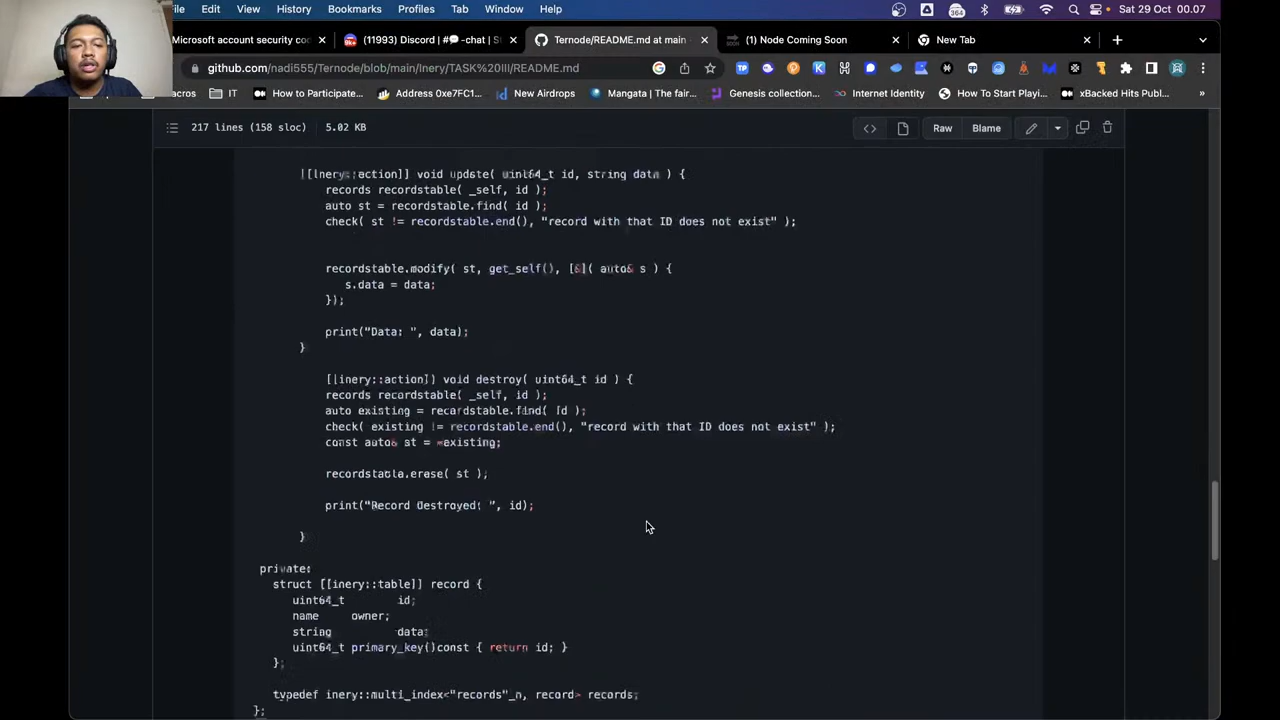 File Edit View History Bookmarks Profiles Tab Window Help 364 Sat 29 Oct 00.07
Microsoft account security co
(11993) Discord | #💬-chat | S
Ternode/README.md at main
(1) Node Coming Soon
New Tab
github.com/nadi555/Ternode/blob/main/Inery/TASK%20III/README.md
acros
IT
How to Participate...
Address 0xe7FC1...
New Airdrops
Mangata | The fair...
Genesis collection...
Internet Identity
How To Start Playi...
xBacked Hits Publ...
»
217 lines (158 sloc) 5.02 KB
Raw Blame
[[inery::action]] void update( uint64_t id, string data ) {
records recordstable( _self, id );
auto st = recordstable.find( id );
check( st != recordstable.end(), "record with that ID does not exist" );
recordstable.modify( st, get_self(), [&]( auto& s ) {
s.data = data;
});
print("Data: ", data);
}
[[inery::action]] void destroy( uint64_t id ) {
records recordstable( _self, id );
auto existing = recordstable.find( id );
check( existing != recordstable.end(), "record with that ID does not exist" );
const auto& st = *existing;
recordstable.erase( st );
print("Record Destroyed: ", id);
}
private:
struct [[inery::table]] record {
uint64_t id;
name owner;
string data;
uint64_t primary_key()const { return id; }
};
typedef inery::multi_index<"records"_n, record> records;
};